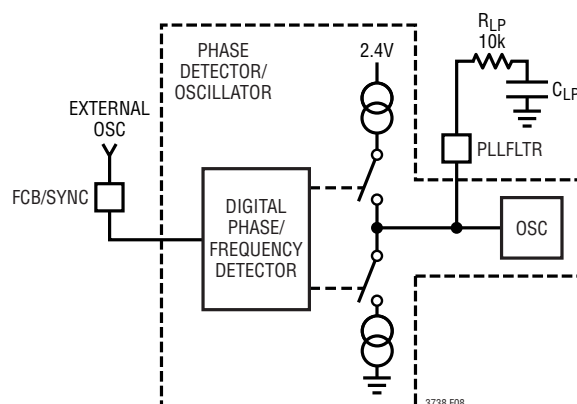 PHASE
DETECTOR/
OSCILLATOR
2.4V
R_LP
10k
C_LP
EXTERNAL
OSC
PLLFLTR
FCB/SYNC
DIGITAL
PHASE/
FREQUENCY
DETECTOR
OSC
3738 F08